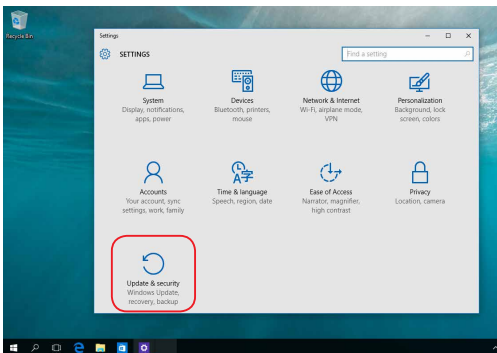 Recycle Bin
Settings
SETTINGS
Find a setting
System
Display, notifications,
apps, power
Devices
Bluetooth, printers,
mouse
Network & Internet
Wi-Fi, airplane mode,
VPN
Personalization
Background, lock
screen, colors
Accounts
Your account, sync
settings, work, family
Time & language
Speech, region, date
Ease of Access
Narrator, magnifier,
high contrast
Privacy
Location, camera
Update & security
Windows Update,
recovery, backup